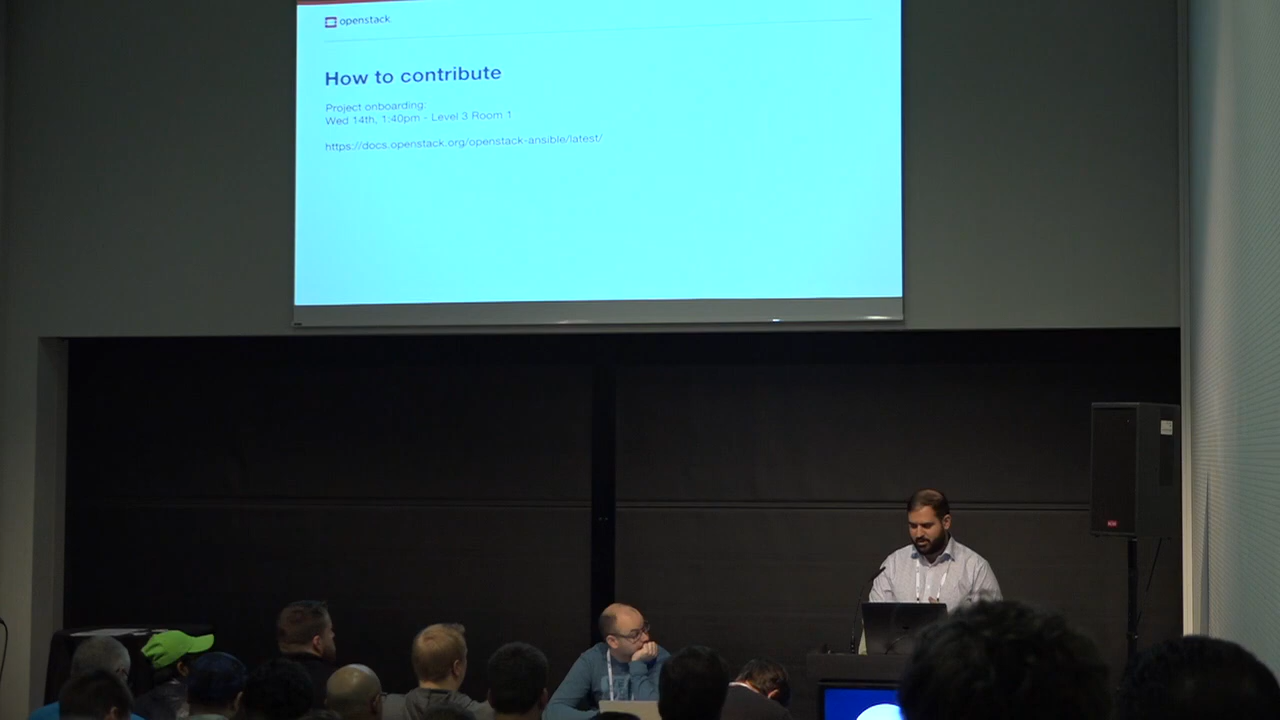 openstack.
How to contribute
Project onboarding:
Wed 14th, 1:40pm - Level 3 Room 1
https://docs.openstack.org/openstack-ansible/latest/